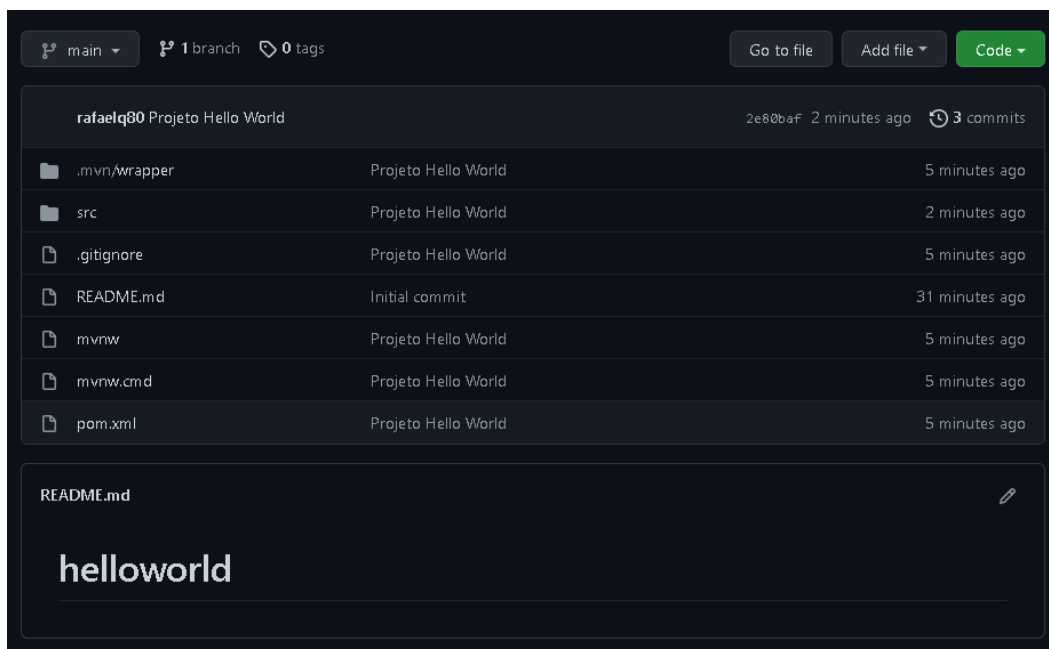 main 1 branch 0 tags Go to file Add file Code
rafaelq80 Projeto Hello World 2e80baf 2 minutes ago 3 commits
.mvn/wrapper Projeto Hello World 5 minutes ago
src Projeto Hello World 2 minutes ago
.gitignore Projeto Hello World 5 minutes ago
README.md Initial commit 31 minutes ago
mvnw Projeto Hello World 5 minutes ago
mvnw.cmd Projeto Hello World 5 minutes ago
pom.xml Projeto Hello World 5 minutes ago
README.md
helloworld